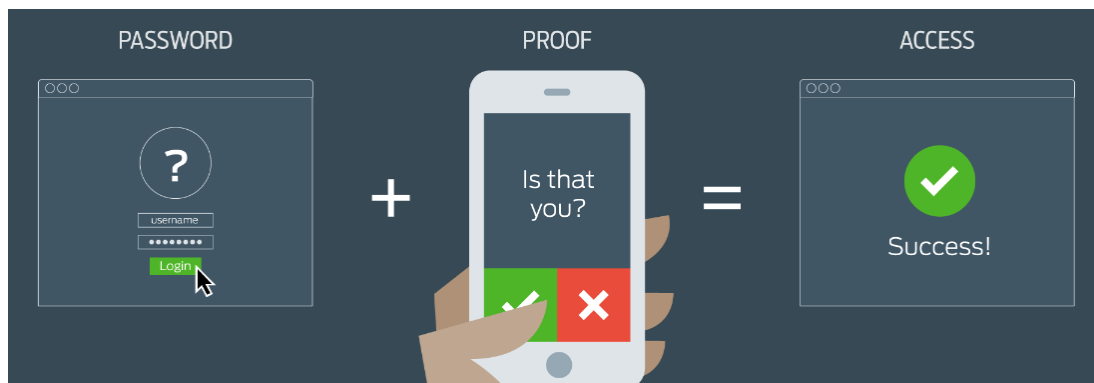 PASSWORD
PROOF
ACCESS
?
username
••••••••
Login
+
Is that
you?
=
Success!